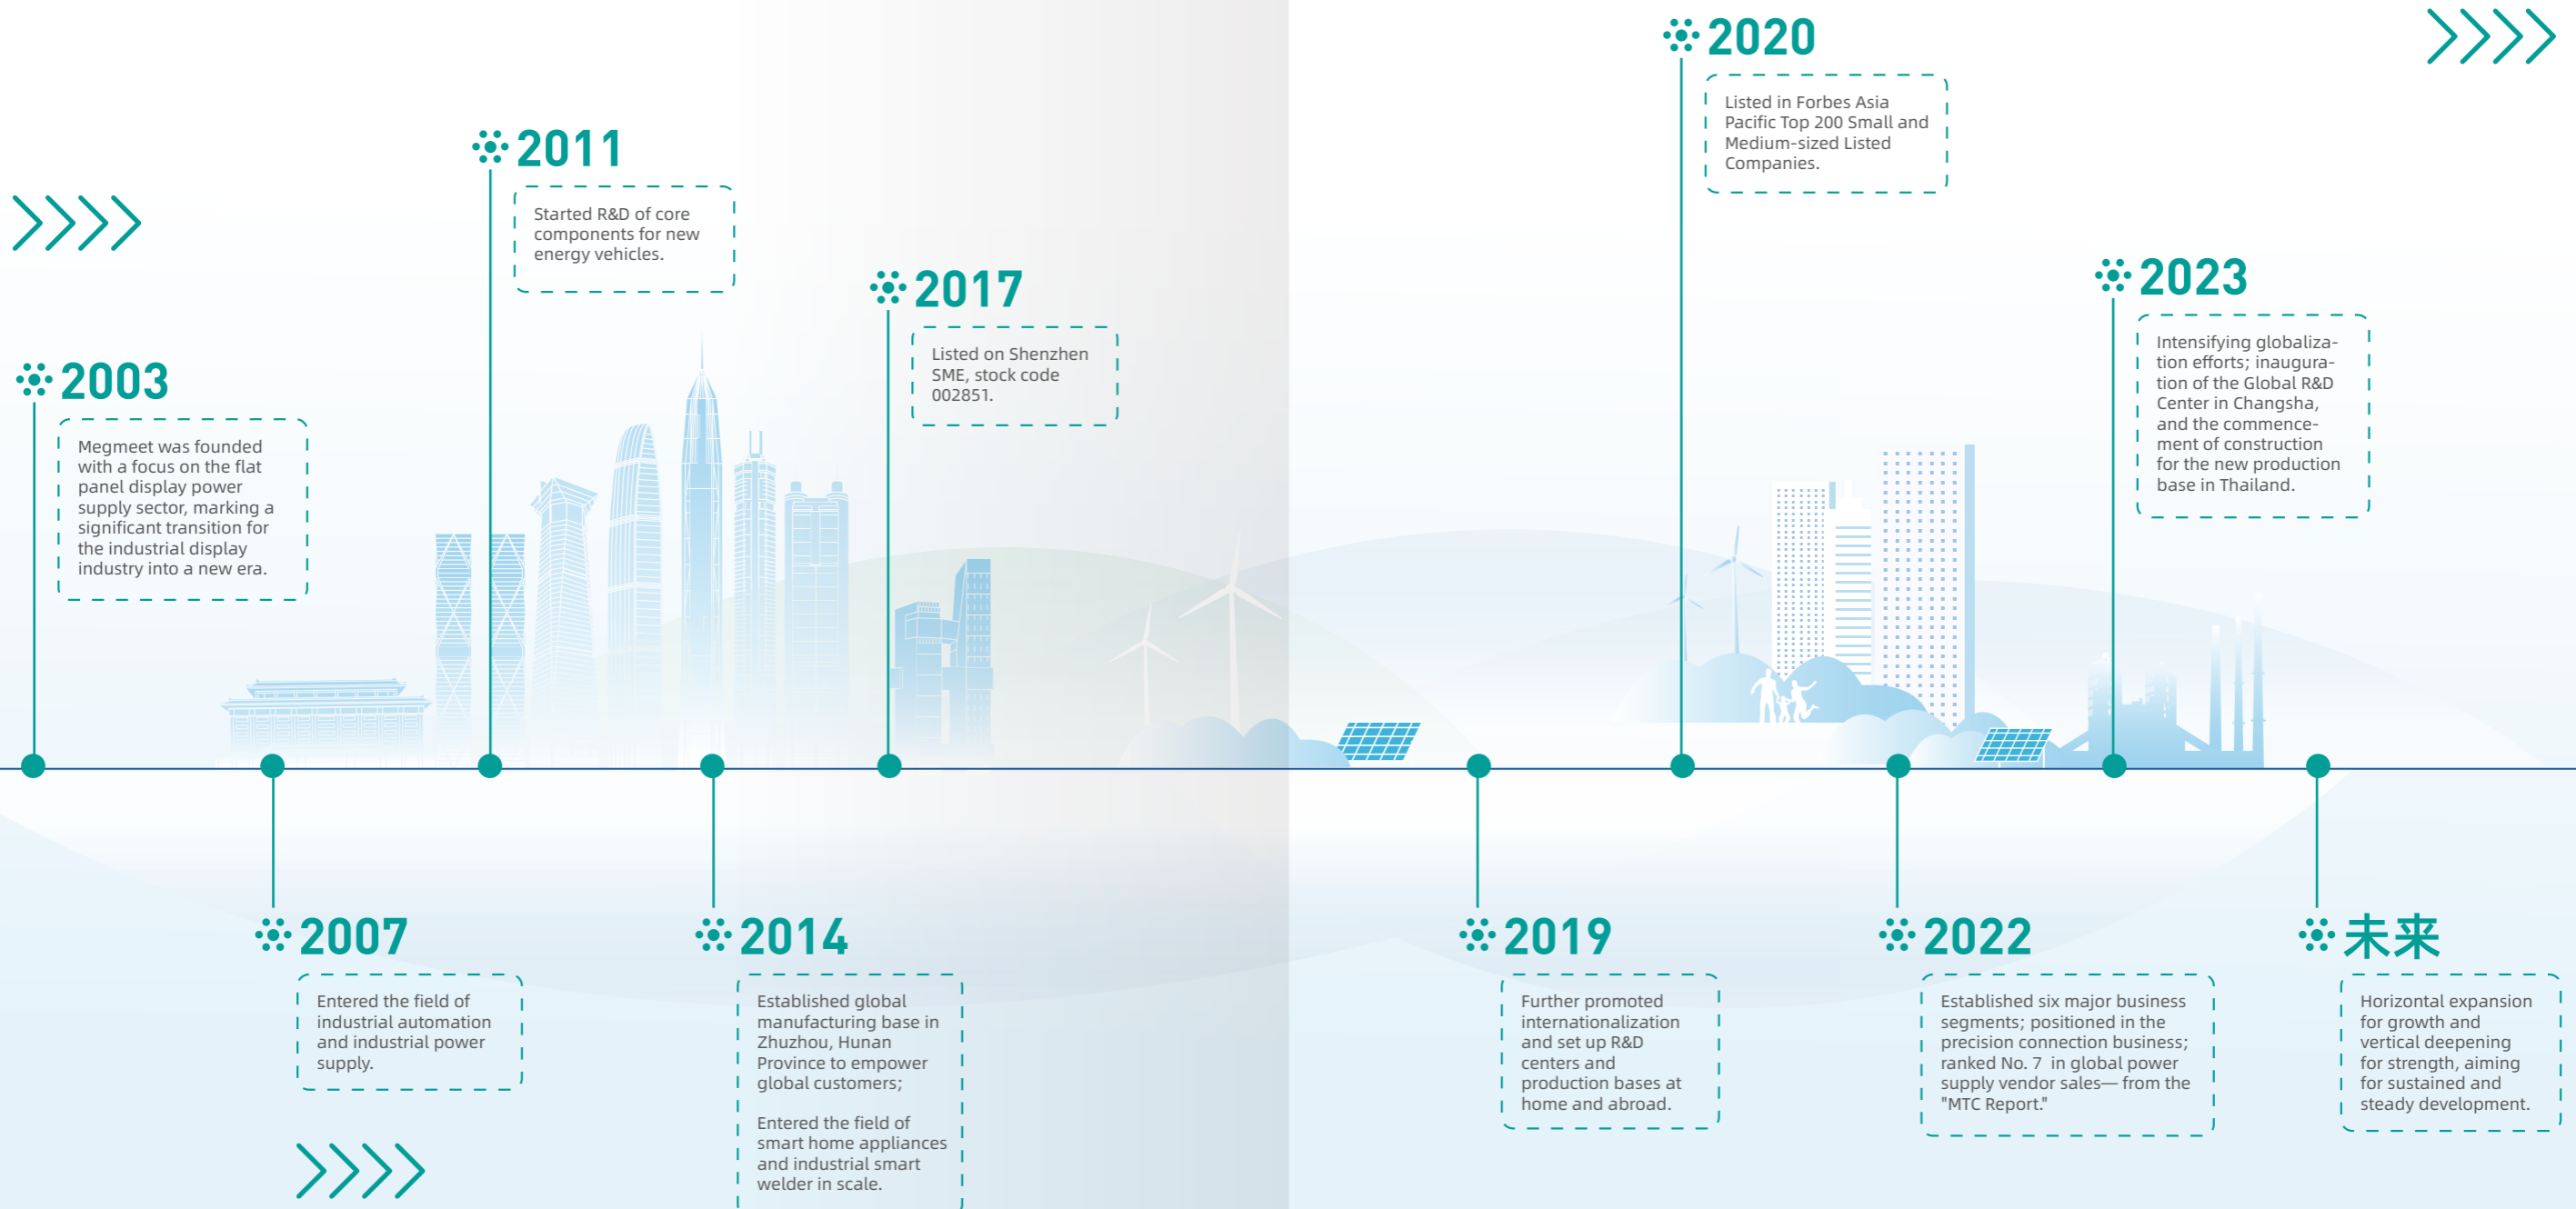 2003
Megmeet was founded
with a focus on the flat
panel display power
supply sector, marking a
significant transition for
the industrial display
industry into a new era.
2007
Entered the field of
industrial automation
and industrial power
supply.
2011
Started R&D of core
components for new
energy vehicles.
2014
Established global
manufacturing base in
Zhuzhou, Hunan
Province to empower
global customers;
Entered the field of
smart home appliances
and industrial smart
welder in scale.
2017
Listed on Shenzhen
SME, stock code
002851.
2019
Further promoted
internationalization
and set up R&D
centers and
production bases at
home and abroad.
2020
Listed in Forbes Asia
Pacific Top 200 Small and
Medium-sized Listed
Companies.
2022
Established six major business
segments; positioned in the
precision connection business;
ranked No. 7 in global power
supply vendor sales— from the
"MTC Report."
2023
Intensifying globaliza-
tion efforts; inaugura-
tion of the Global R&D
Center in Changsha,
and the commence-
ment of construction
for the new production
base in Thailand.
未来
Horizontal expansion
for growth and
vertical deepening
for strength, aiming
for sustained and
steady development.